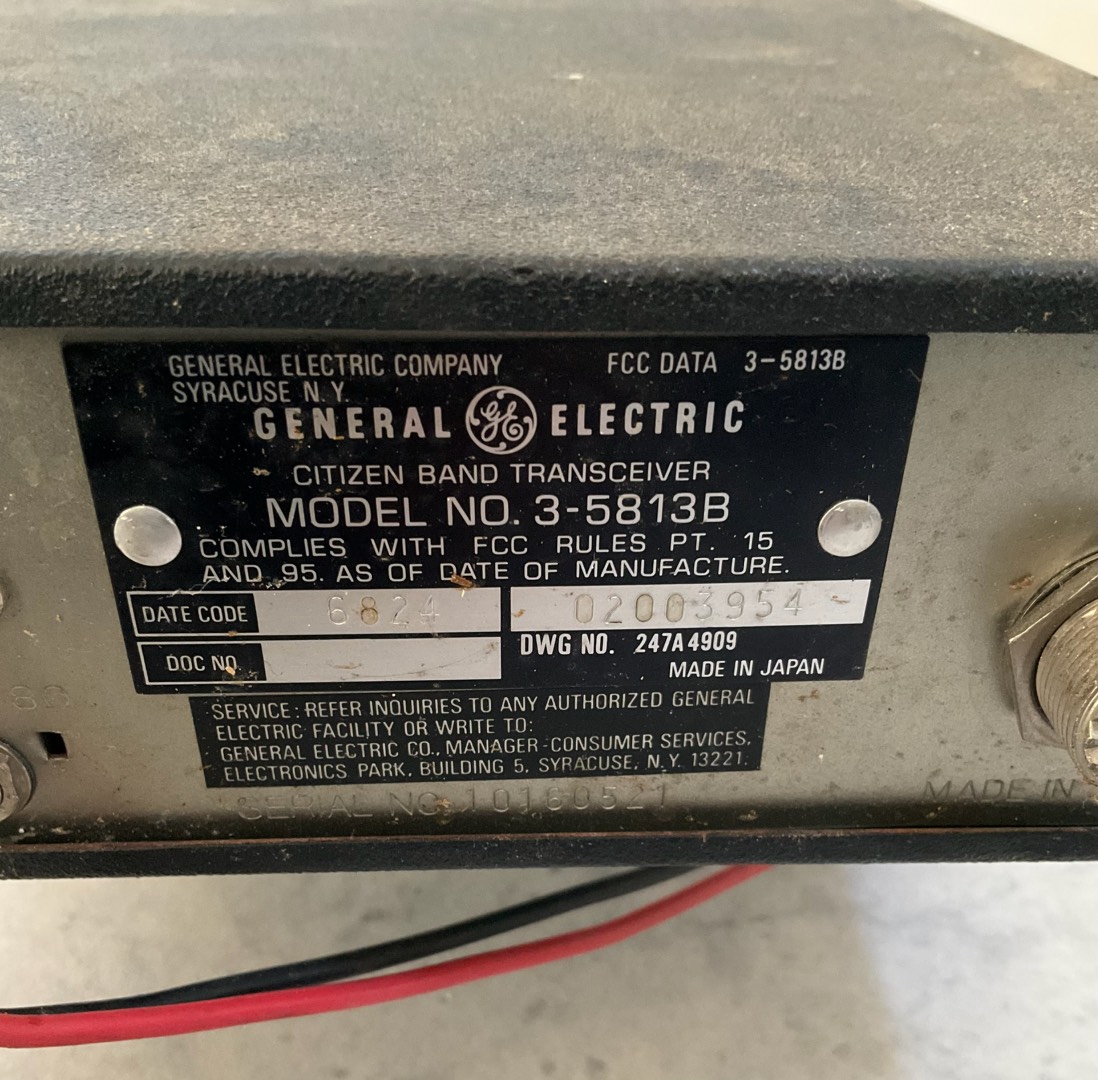 GENERAL ELECTRIC COMPANY FCC DATA 3-5813B
SYRACUSE N.Y.
GENERAL GE ELECTRIC
CITIZEN BAND TRANSCEIVER
MODEL NO. 3-5813B
COMPLIES WITH FCC RULES PT. 15
AND 95. AS OF DATE OF MANUFACTURE.
DATE CODE 6824 02003954
DWG NO. 247A4909
DOC NO. MADE IN JAPAN
SERVICE: REFER INQUIRIES TO ANY AUTHORIZED GENERAL
ELECTRIC FACILITY OR WRITE TO:
GENERAL ELECTRIC CO., MANAGER-CONSUMER SERVICES,
ELECTRONICS PARK, BUILDING 5, SYRACUSE, N.Y. 13221.
SERIAL NO. 10160521
MADE IN